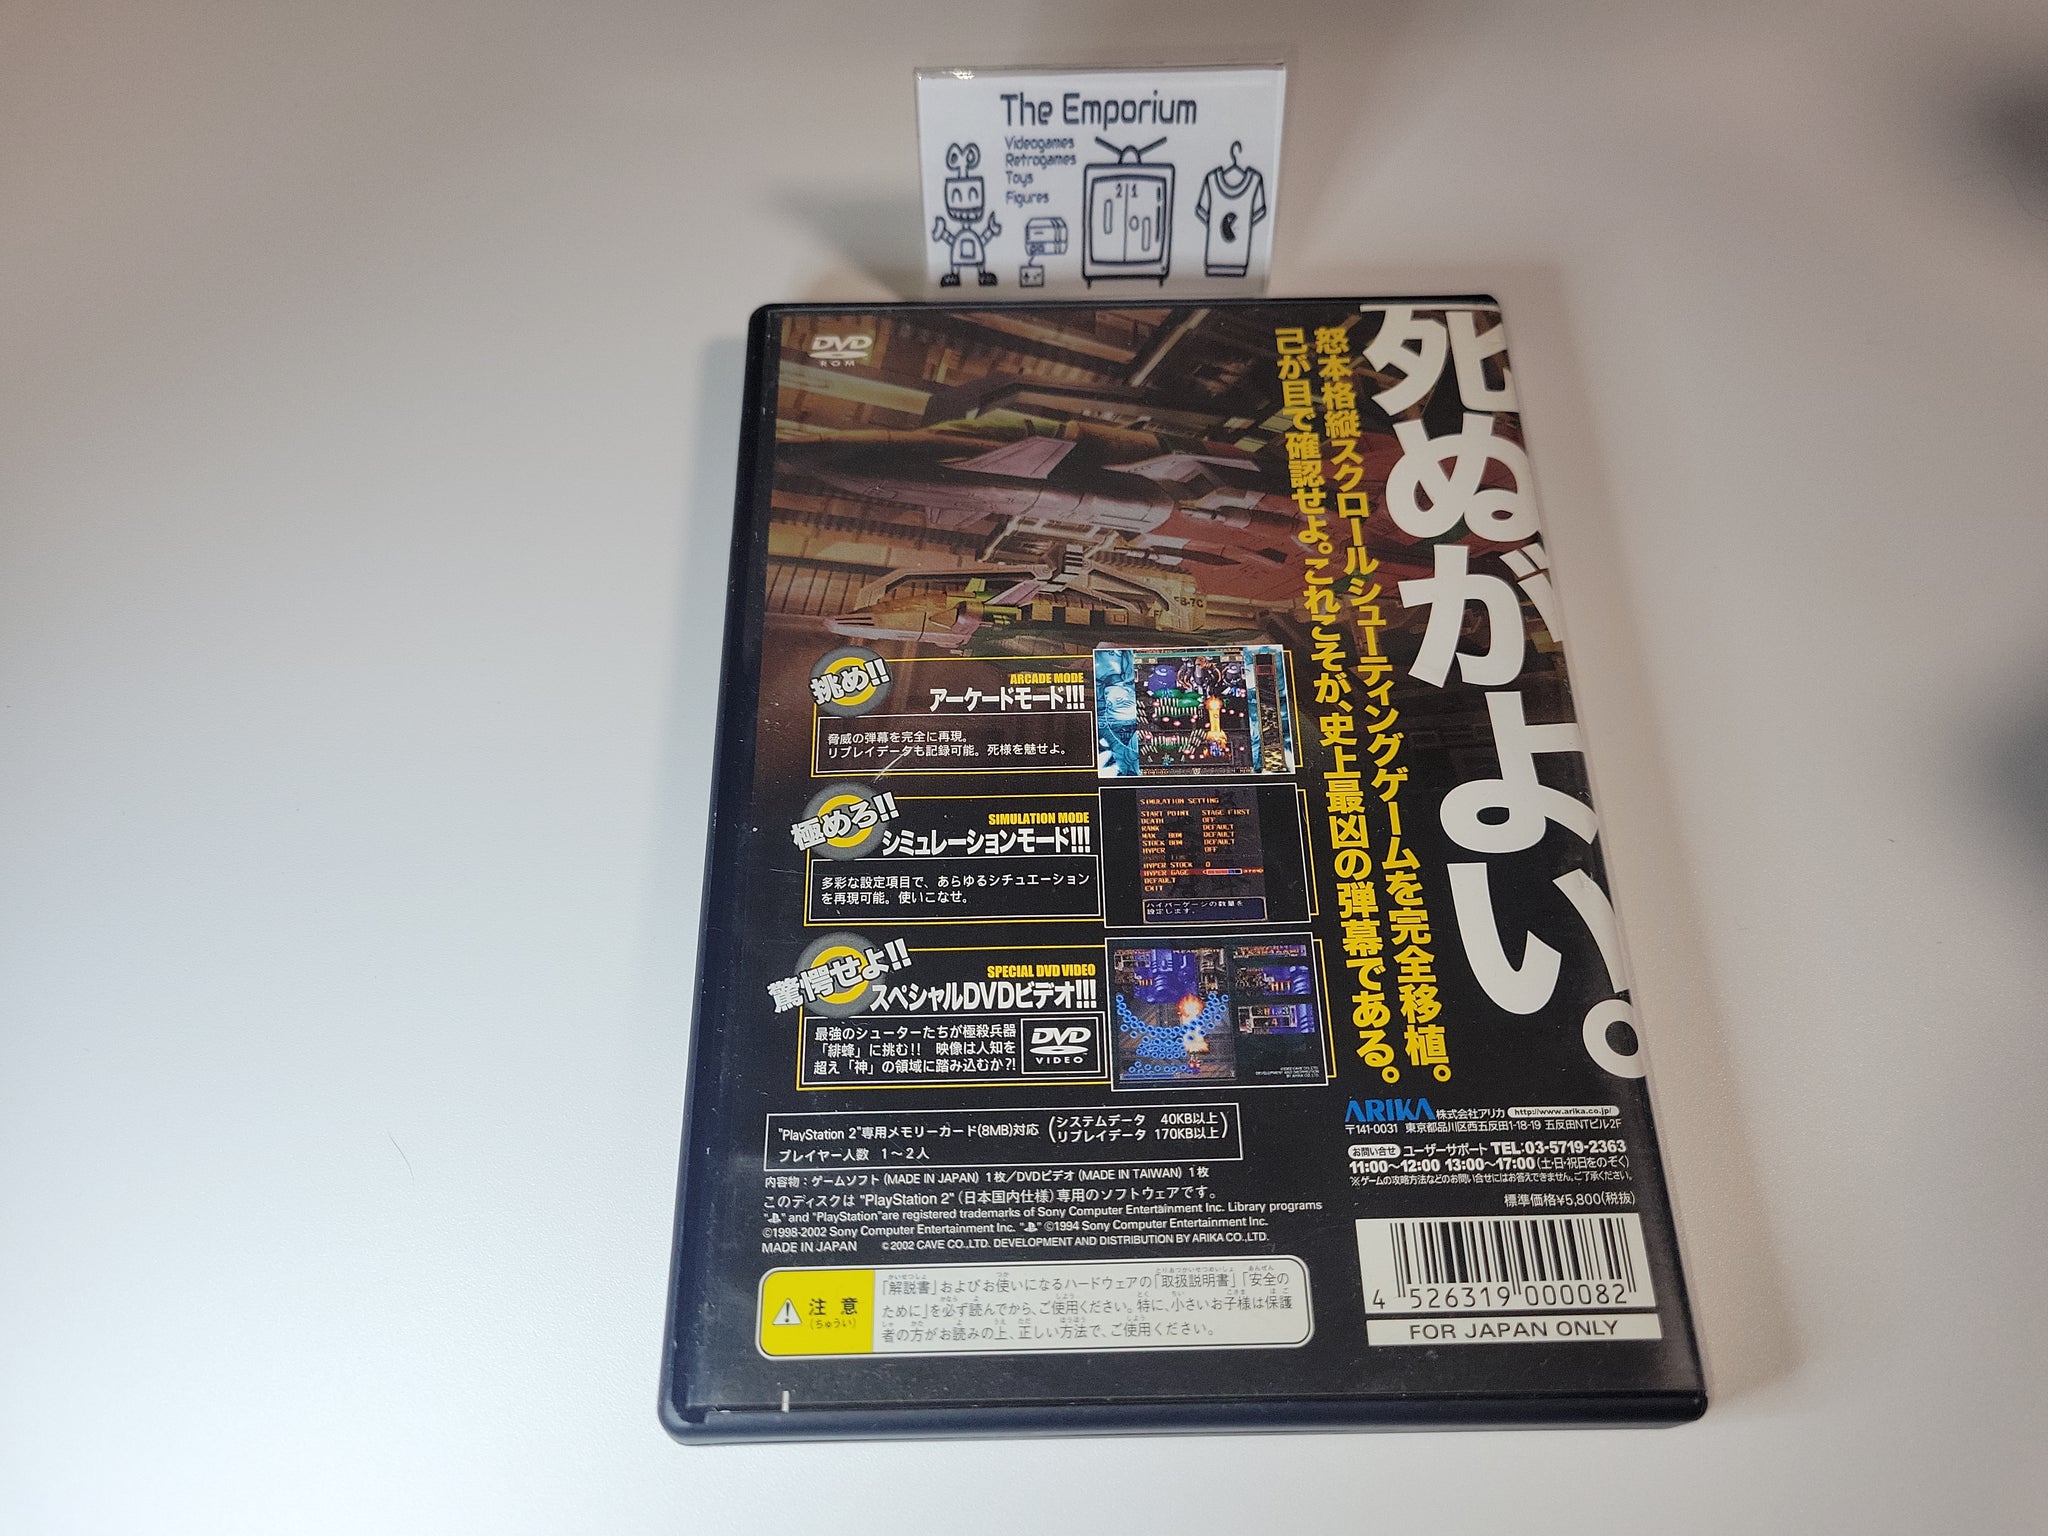 The Emporium
Videogames
Retrogames
Toys
Figures
21
DVD
ROM
死ぬがよい。
怒本格縦スクロールシューティングゲームを完全移植。
己が目で確認せよ。これこそが、史上最凶の弾幕である。
挑め!!
ARCADE MODE
アーケードモード!!!
脅威の弾幕を完全に再現。
リプレイデータも記録可能。死様を魅せよ。
極めろ!!
SIMULATION MODE
シミュレーションモード!!!
多彩な設定項目で、あらゆるシチュエーション
を再現可能。使いこなせ。
SIMULATION SETTING
START POINT STAGE FIRST
DEATH OFF
RANK DEFAULT
MAX BOM DEFAULT
STOCK BOM DEFAULT
HYPER OFF
HYPER STOCK 0
HYPER GAGE
DEFAULT
EXIT
ハイパーゲージの数量を
設定します。
驚愕せよ!!
SPECIAL DVD VIDEO
スペシャルDVDビデオ!!!
最強のシューターたちが極殺兵器
「緋蜂」に挑む!! 映像は人知を
超え「神」の領域に踏み込むか?!
DVD
VIDEO
"PlayStation 2"専用メモリーカード(8MB)対応 (システムデータ 40KB以上
リプレイデータ 170KB以上)
プレイヤー人数 1〜2人
内容物：ゲームソフト(MADE IN JAPAN) 1枚／DVDビデオ(MADE IN TAIWAN) 1枚
このディスクは "PlayStation 2" (日本国内仕様) 専用のソフトウェアです。
" " and "PlayStation"are registered trademarks of Sony Computer Entertainment Inc. Library programs
©1998-2002 Sony Computer Entertainment Inc. " " ©1994 Sony Computer Entertainment Inc.
MADE IN JAPAN ©2002 CAVE CO.,LTD. DEVELOPMENT AND DISTRIBUTION BY ARIKA CO.,LTD.
注意
(ちゅうい)
「解説書」およびお使いになるハードウェアの「取扱説明書」「安全の
ために」を必ず読んでから、ご使用ください。特に、小さいお子様は保護
者の方がお読みの上、正しい方法で、ご使用ください。
ARIKA 株式会社アリカ http://www.arika.co.jp/
〒141-0031 東京都品川区西五反田1-18-19 五反田NTビル2F
お問い合せ ユーザーサポート TEL:03-5719-2363
11:00〜12:00 13:00〜17:00(土・日・祝日をのぞく)
※ゲームの攻略方法などのお問い合せにはお答えできません。ご了承ください。
標準価格¥5,800(税抜)
4 526319 000082
FOR JAPAN ONLY